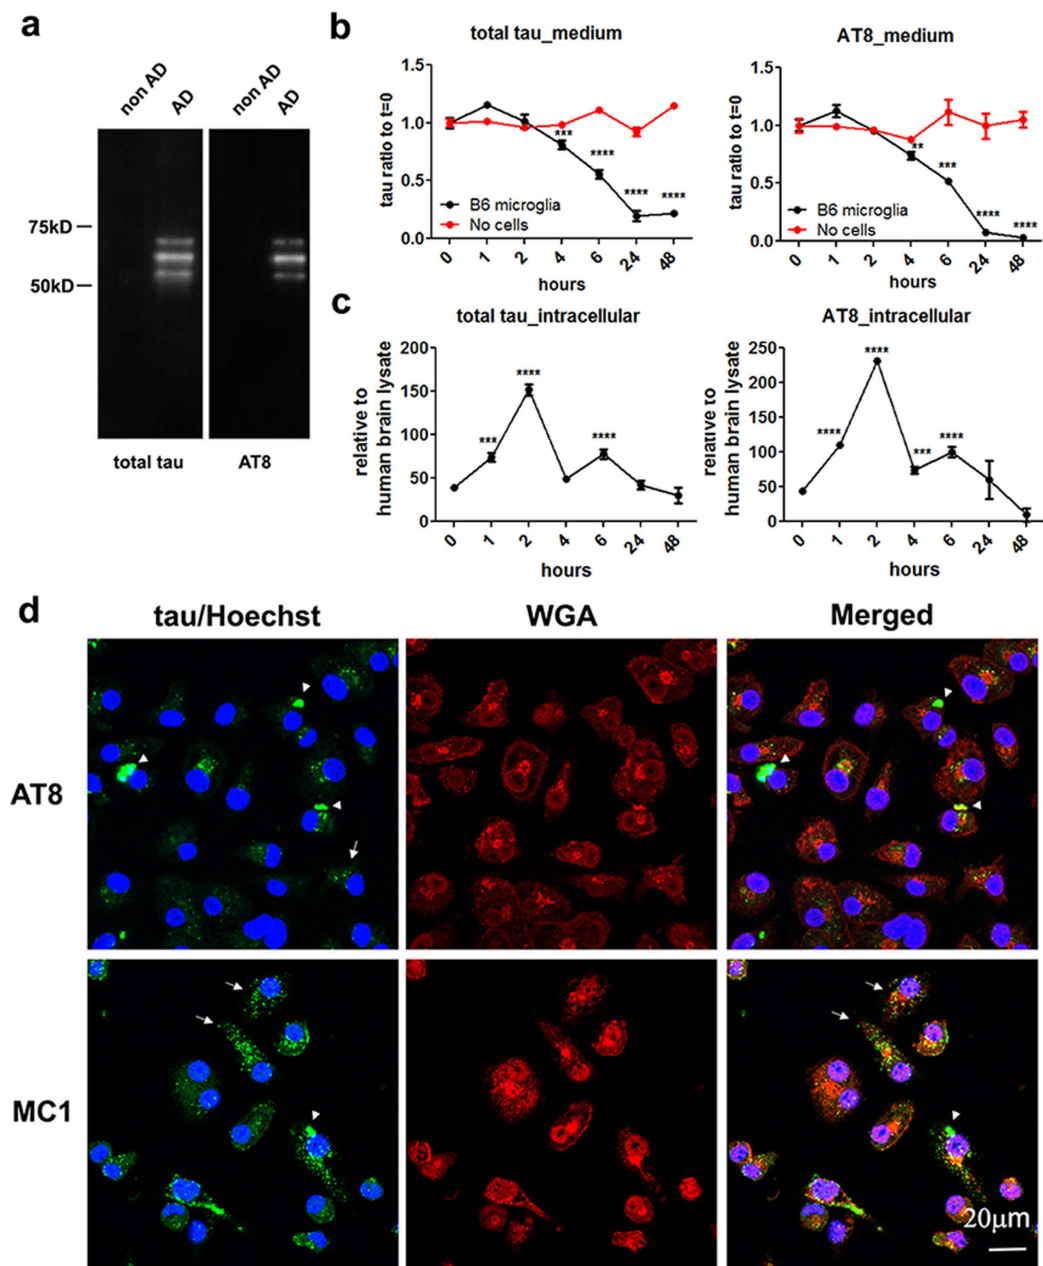 a
non AD
AD
non AD
AD
75kD
50kD
total tau
AT8
b
total tau_medium
tau ratio to t=0
1.5
1.0
0.5
0.0
***
****
****
****
B6 microglia
No cells
0
1
2
4
6
24
48
hours
AT8_medium
tau ratio to t=0
1.5
1.0
0.5
0.0
**
***
****
****
B6 microglia
No cells
0
1
2
4
6
24
48
hours
c
total tau_intracellular
relative to
human brain lysate
200
150
100
50
0
***
****
****
0
1
2
4
6
24
48
hours
AT8_intracellular
relative to
human brain lysate
250
200
150
100
50
0
****
****
***
****
0
1
2
4
6
24
48
hours
d
tau/Hoechst
WGA
Merged
AT8
MC1
20μm